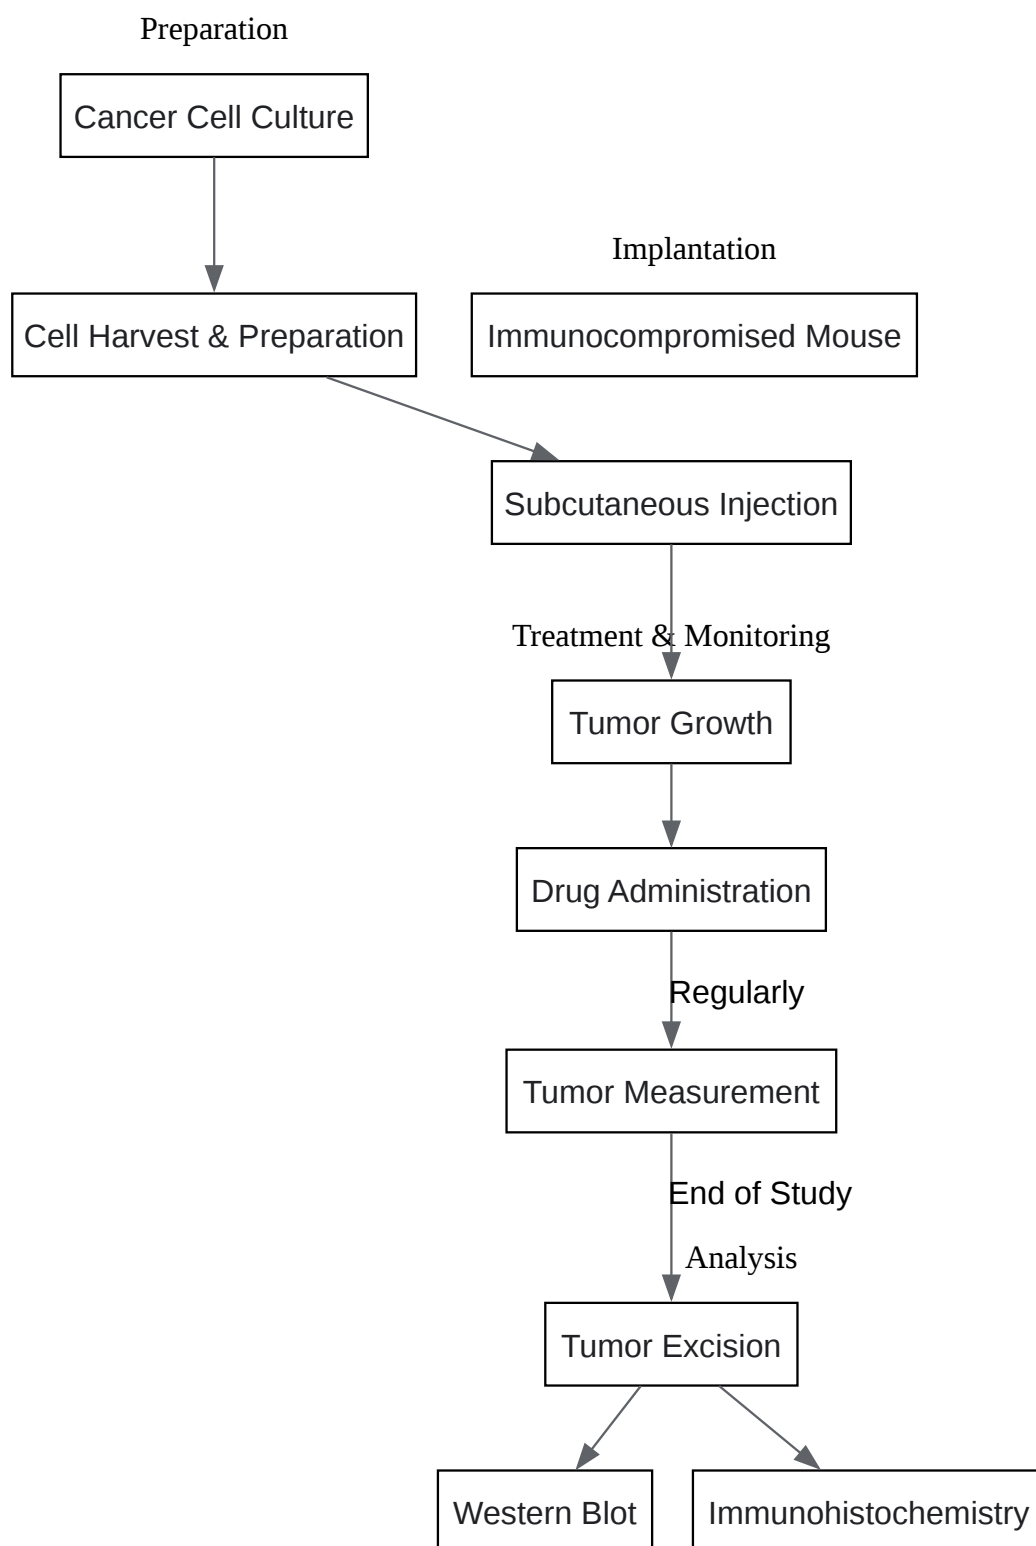 Preparation
Cancer Cell Culture
Implantation
Cell Harvest & Preparation
Immunocompromised Mouse
Subcutaneous Injection
Treatment & Monitoring
Tumor Growth
Drug Administration
Regularly
Tumor Measurement
End of Study
Analysis
Tumor Excision
Western Blot
Immunohistochemistry